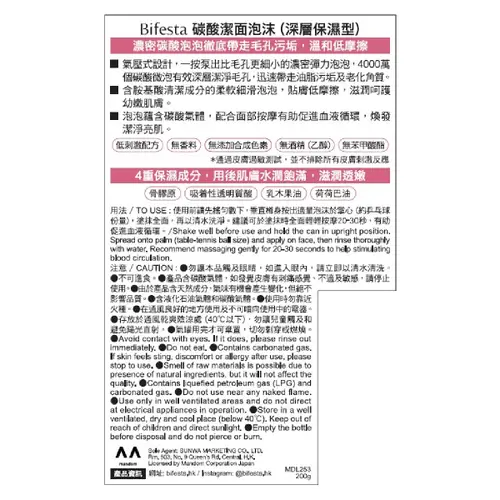 Bifesta 碳酸潔面泡沫 (深層保濕型)
濃密碳酸泡泡徹底帶走毛孔污垢，溫和低摩擦
■ 氣壓式設計，一按泵出比毛孔更細小的濃密彈力泡泡，4000萬
個碳酸微泡有效深層潔淨毛孔，迅速帶走油脂污垢及老化角質。
■ 含胺基酸清潔成分的柔軟細滑泡泡，貼膚低摩擦，滋潤呵護
幼嫩肌膚。
■ 泡泡蘊含碳酸氣體，配合面部按摩有助促進血液循環，煥發
潔淨亮肌。
低刺激配方 無香料 無添加合成色素 無酒精 (乙醇) 無苯甲酸酯
*通過皮膚過敏測試，並不排除所有皮膚刺激反應
4重保濕成分，用後肌膚水潤飽滿，滋潤透嫩
骨膠原 吸着性透明質酸 乳木果油 荷荷巴油
用法 / TO USE : 使用前請先搖勻數下，垂直樽身按出適量泡沫於掌心 (約乒乓球
份量)，塗抹全面，再以清水洗淨。建議可於塗抹時全面輕輕按摩20-30秒，有助
促進血液循環。/Shake well before use and hold the can in upright position.
Spread onto palm (table-tennis ball size) and apply on face, then rinse thoroughly
with water. Recommend massaging gently for 20-30 seconds to help stimulating
blood circulation.
注意 / CAUTION : ●勿讓本品觸及眼睛，如進入眼內，請立即以清水清洗。
●不可進食。●產品含碳酸氣體，如發覺皮膚有刺痛感覺、不適及敏感，請停止
使用。●由於產品含天然成分，氣味有機會產生變化，但絕不
影響品質。●含液化石油氣體和碳酸氣體。●使用時勿靠近
火種。●在通風良好的地方使用及不可瞄向使用中的電器。
●存放於通風乾爽陰涼處 (40℃以下)，勿讓兒童觸及和
避免陽光直射。●氣罐用完才可棄置，切勿刺穿或燃燒。
●Avoid contact with eyes. If it does, please rinse out
immediately. ●Do not eat. ●Contains carbonated gas.
If skin feels sting, discomfort or allergy after use, please
stop to use. ●Smell of raw materials is possible due to
presence of natural ingredients, but it will not affect the
quality. ●Contains liquefied petroleum gas (LPG) and
carbonated gas. ●Do not use near any naked flame.
●Use only in well ventilated areas and do not direct
at electrical appliances in operation. ●Store in a well
ventilated, dry and cool place (below 40℃). Keep out of
reach of children and direct sunlight. ●Empty the bottle
before disposal and do not pierce or burn.
mandom
Sole Agent: SUNWA MARKETING CO., LTD.
Rm, 503, No, 9 Queen's Rd, Central, H.K.
Licensed by Mandom Corporation Japan
產品資訊 網址: bifesta.hk / Instagram: @bifesta_hk
MDL253
200g